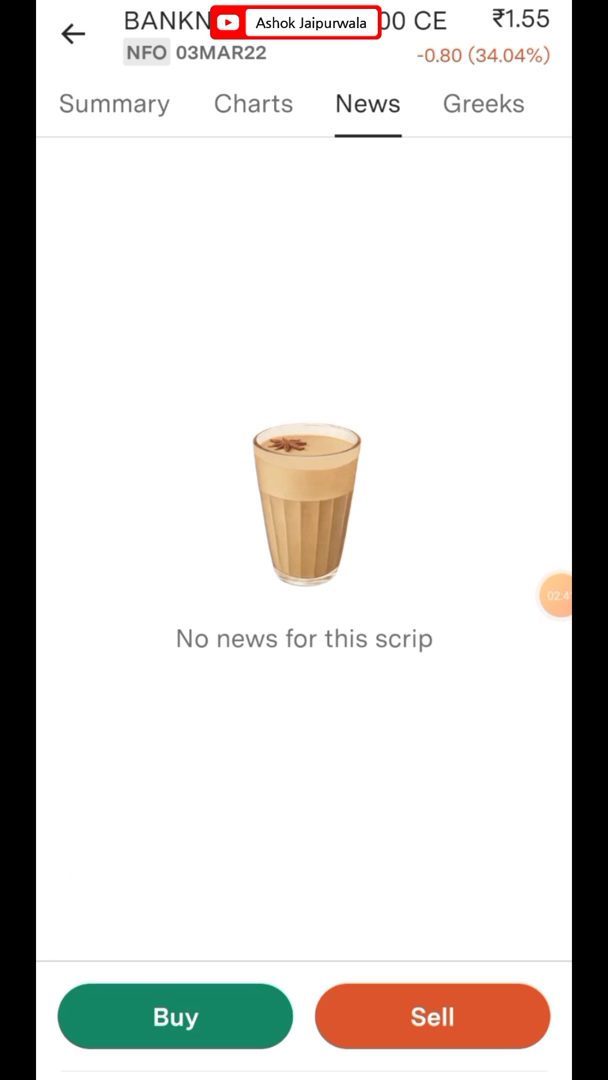 00 CE ₹1.55
Ashok Jaipurwala
NFO 03MAR22 -0.80 (34.04%)
Summary Charts News Greeks
No news for this scrip
Buy Sell